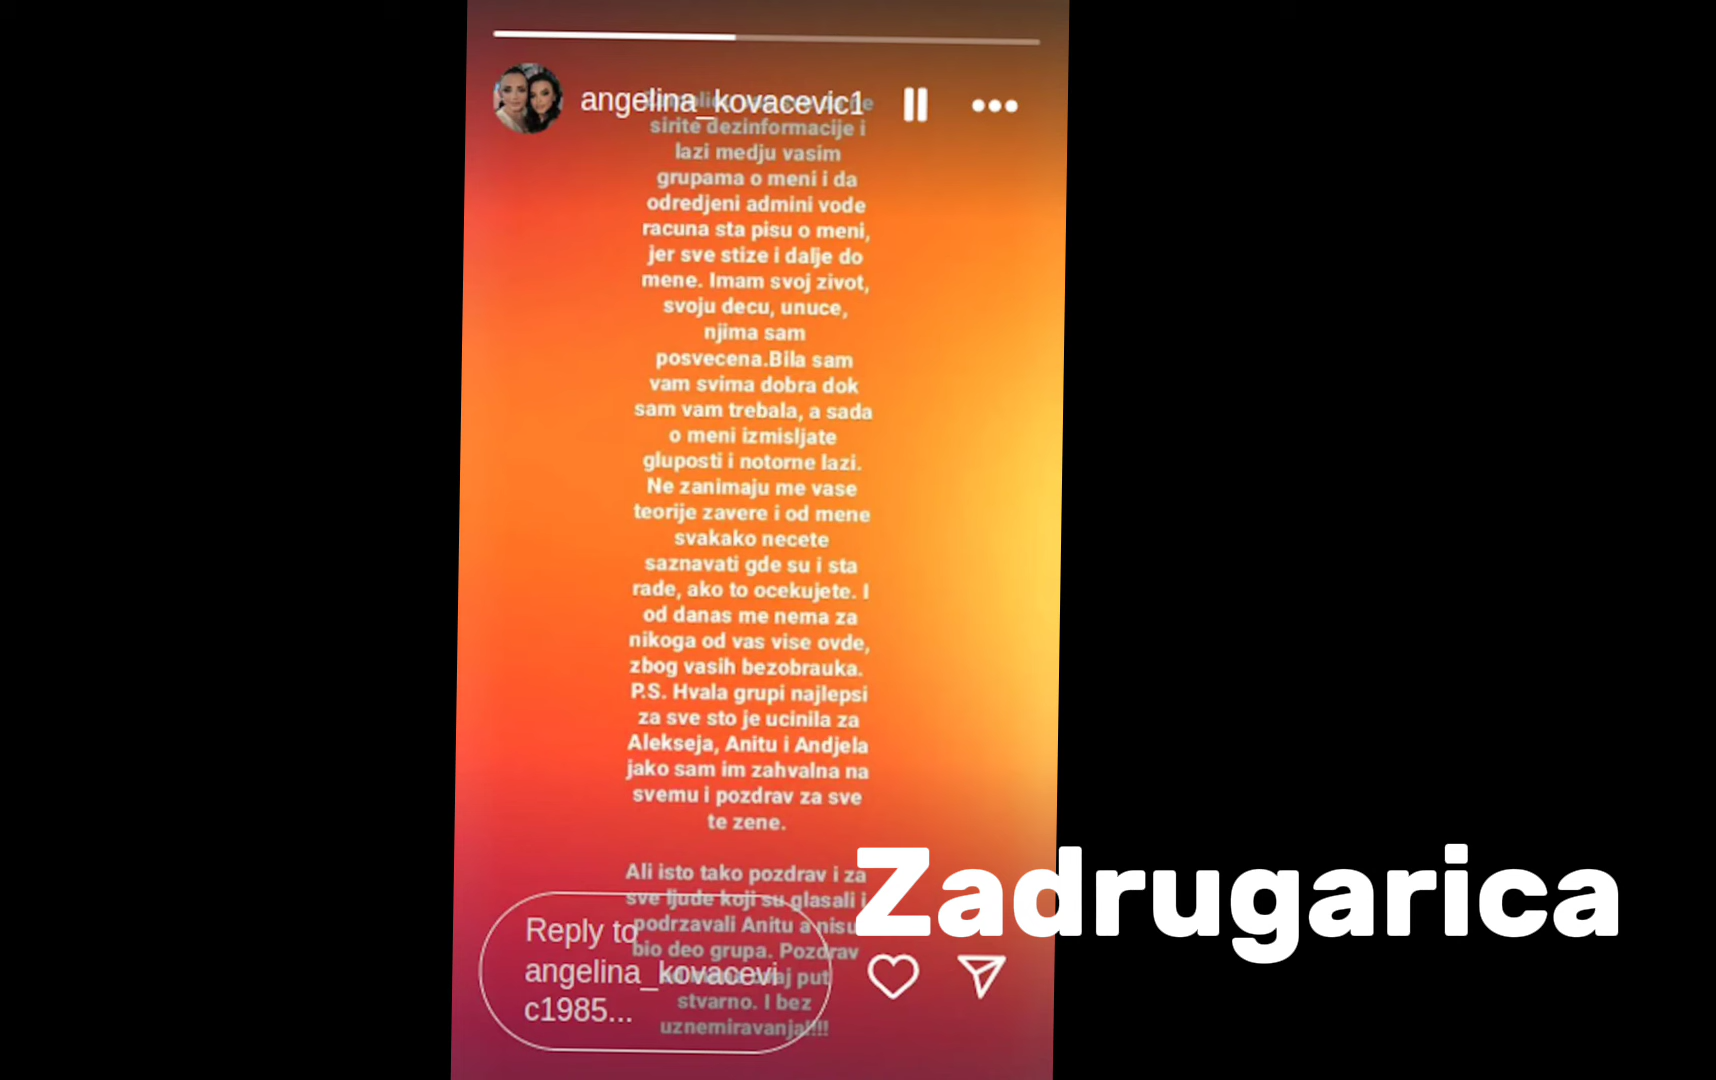 angelina_kovacevic1
sirite dezinformacije i
lazi medju vasim
grupama o meni i da
odredjeni admini vode
racuna sta pisu o meni,
jer sve stize i dalje do
mene. Imam svoj zivot,
svoju decu, unuce,
njima sam
posvecena.Bila sam
vam svima dobra dok
sam vam trebala, a sada
o meni izmisljate
gluposti i notorne lazi.
Ne zanimaju me vase
teorije zavere i od mene
svakako necete
saznavati gde su i sta
rade, ako to ocekujete. I
od danas me nema za
nikoga od vas vise ovde,
zbog vasih bezobrauka.
P.S. Hvala grupi najlepsi
za sve sto je ucinila za
Alekseja, Anitu i Andjela
jako sam im zahvalna na
svemu i pozdrav za sve
te zene.
Ali isto tako pozdrav i za
sve ljude koji su glasali i
podrzavali Anitu a nisu
bio deo grupa. Pozdrav
put
stvarno. I bez
uznemiravanja!!!!
Reply to
angelina_kovacevi
c1985...
Zadrugarica